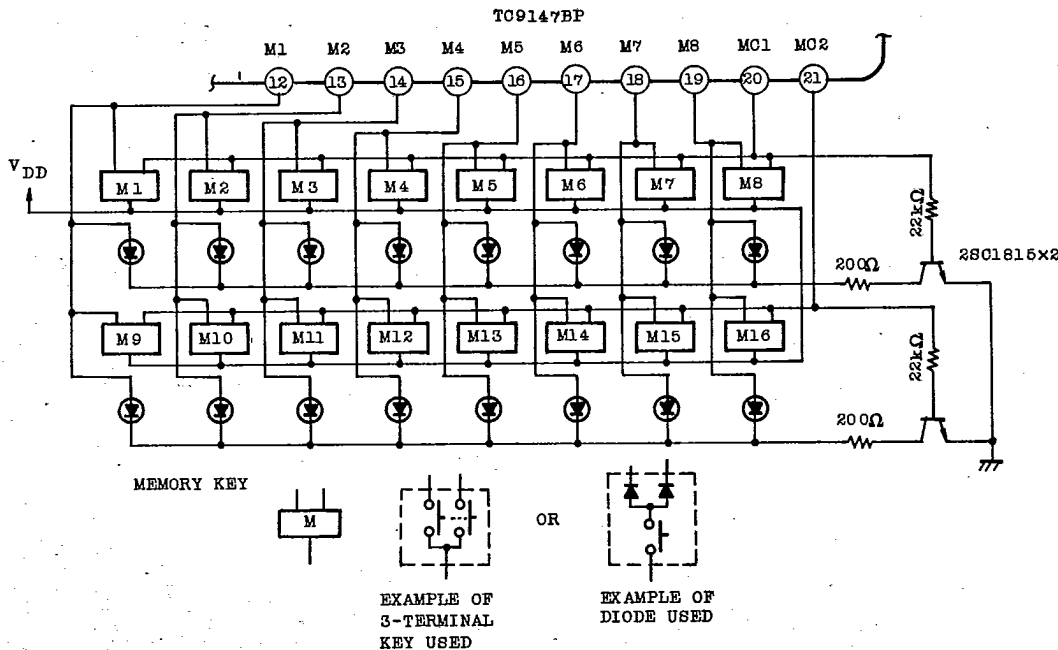 TC9147BP
M1 M2 M3 M4 M5 M6 M7 M8 MC1 MC2
12 13 14 15 16 17 18 19 20 21
VDD
M1 M2 M3 M4 M5 M6 M7 M8
22kΩ
200Ω
2SC1815×2
M9 M10 M11 M12 M13 M14 M15 M16
22kΩ
200Ω
MEMORY KEY
M
OR
EXAMPLE OF
3-TERMINAL
KEY USED
EXAMPLE OF
DIODE USED